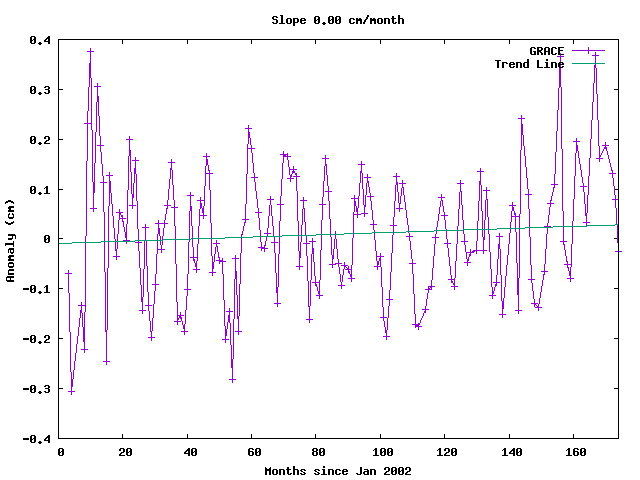 Slope 0.00 cm/month
GRACE
Trend Line
Anomaly (cm)
0.4
0.3
0.2
0.1
0
-0.1
-0.2
-0.3
-0.4
0 20 40 60 80 100 120 140 160
Months since Jan 2002